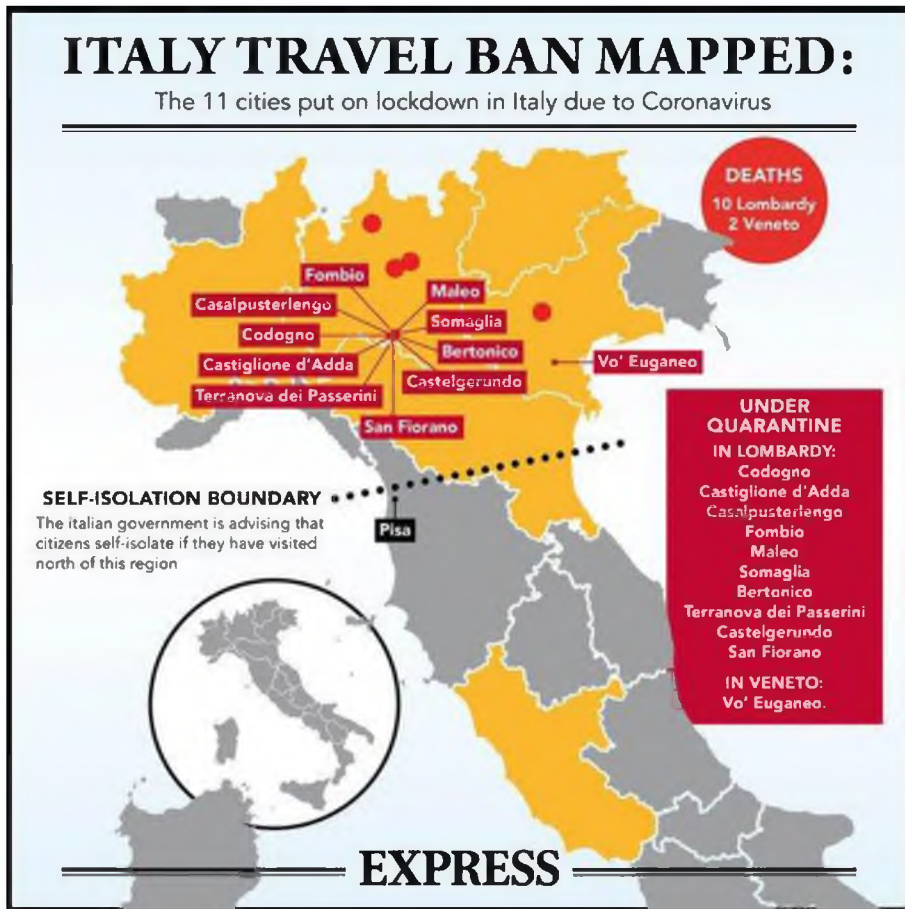 ITALY TRAVEL BAN MAPPED:
The 11 cities put on lockdown in Italy due to Coronavirus
DEATHS
10 Lombardy
2 Veneto
Fombio
Maleo
Casalpusterlengo
Somaglia
Codogno
Bertonico
Vo' Euganeo
Castiglione d'Adda
Castelgerundo
Terranova dei Passerini
San Fiorano
UNDER
QUARANTINE
IN LOMBARDY:
Codogno
Castiglione d'Adda
Casalpusterlengo
Fombio
Maleo
Somaglia
Bertonico
Terranova dei Passerini
Castelgerundo
San Fiorano
IN VENETO:
Vo' Euganeo.
SELF-ISOLATION BOUNDARY
The italian government is advising that
citizens self-isolate if they have visited
north of this region
Pisa
EXPRESS